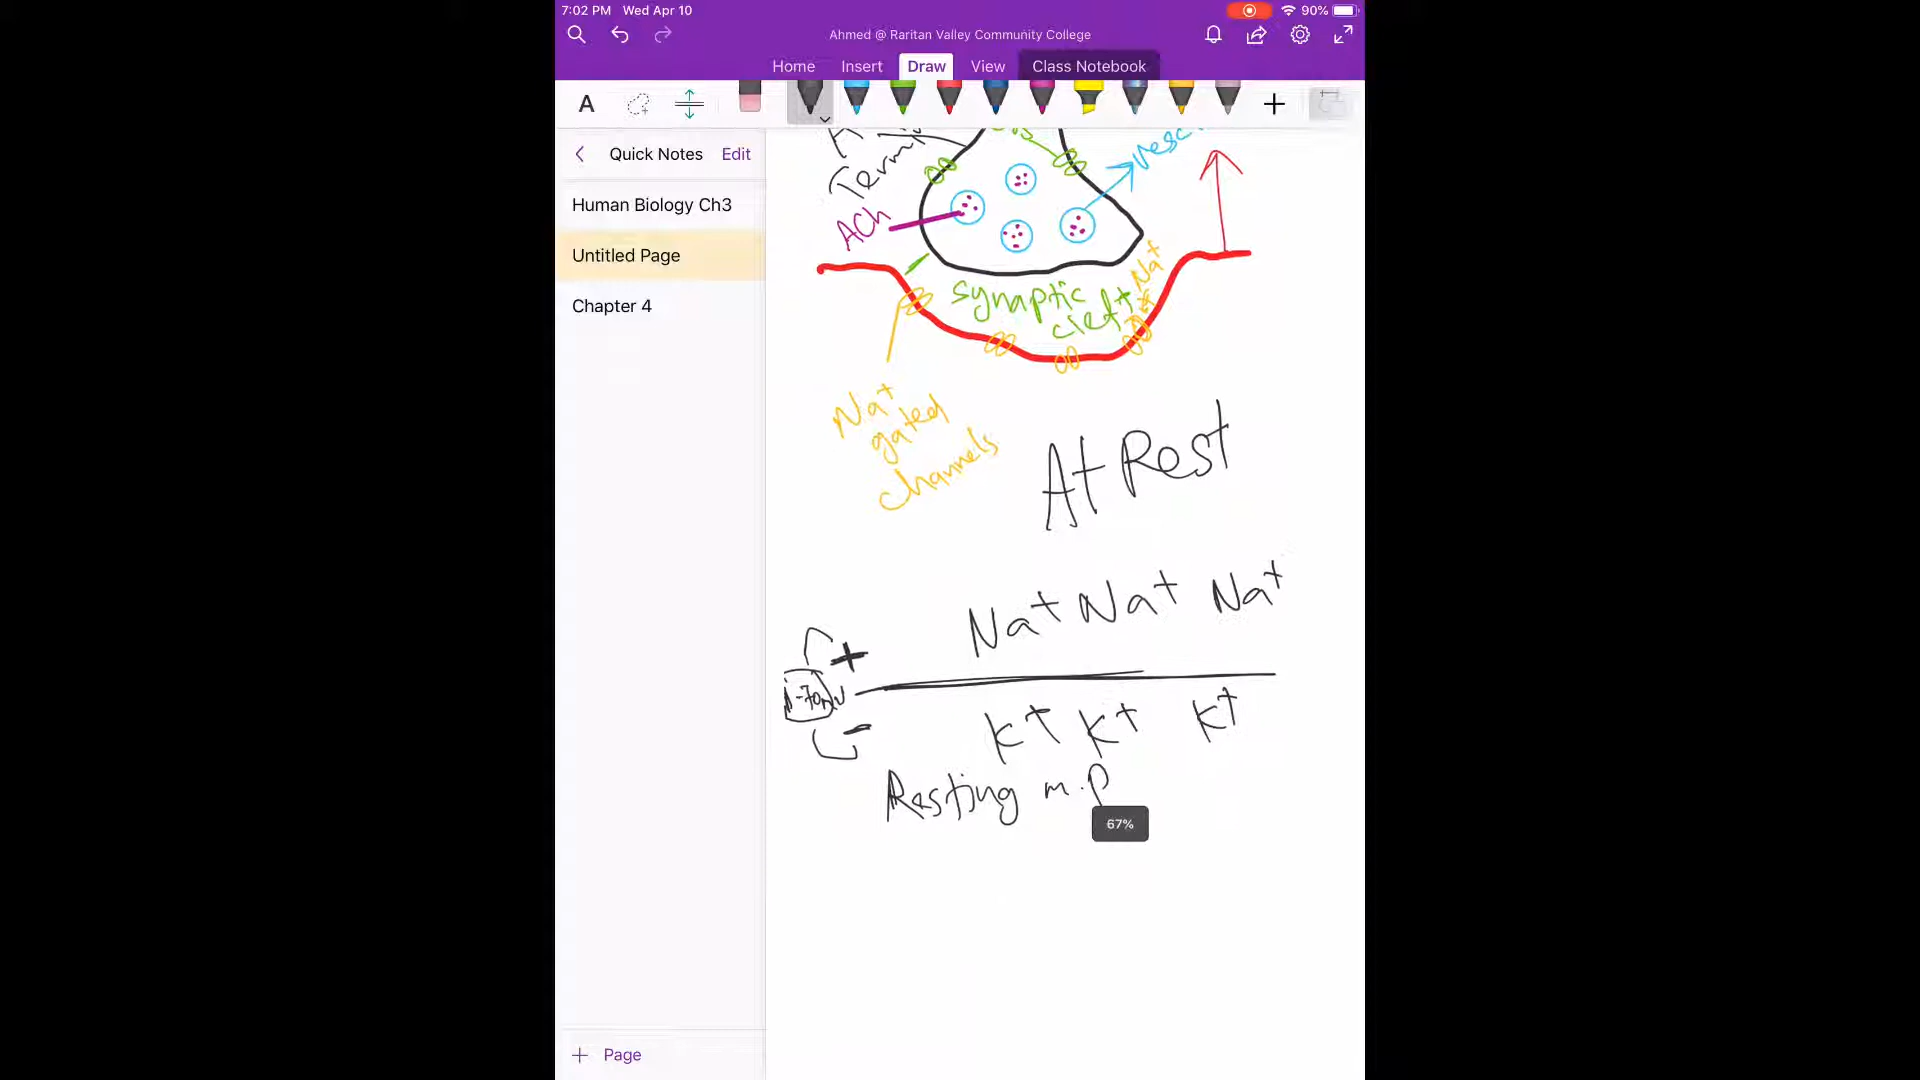 7:02 PM Wed Apr 10
90%
Ahmed @ Raritan Valley Community College
Home Insert Draw View Class Notebook
A
Quick Notes Edit
Human Biology Ch3
Untitled Page
Chapter 4
ACh
Na+
synaptic
cleft
Na+
gated
channels
At Rest
Na+ Na+ Na+
+
-70mV
-
K+ K+ K+
Resting m.p
67%
+ Page